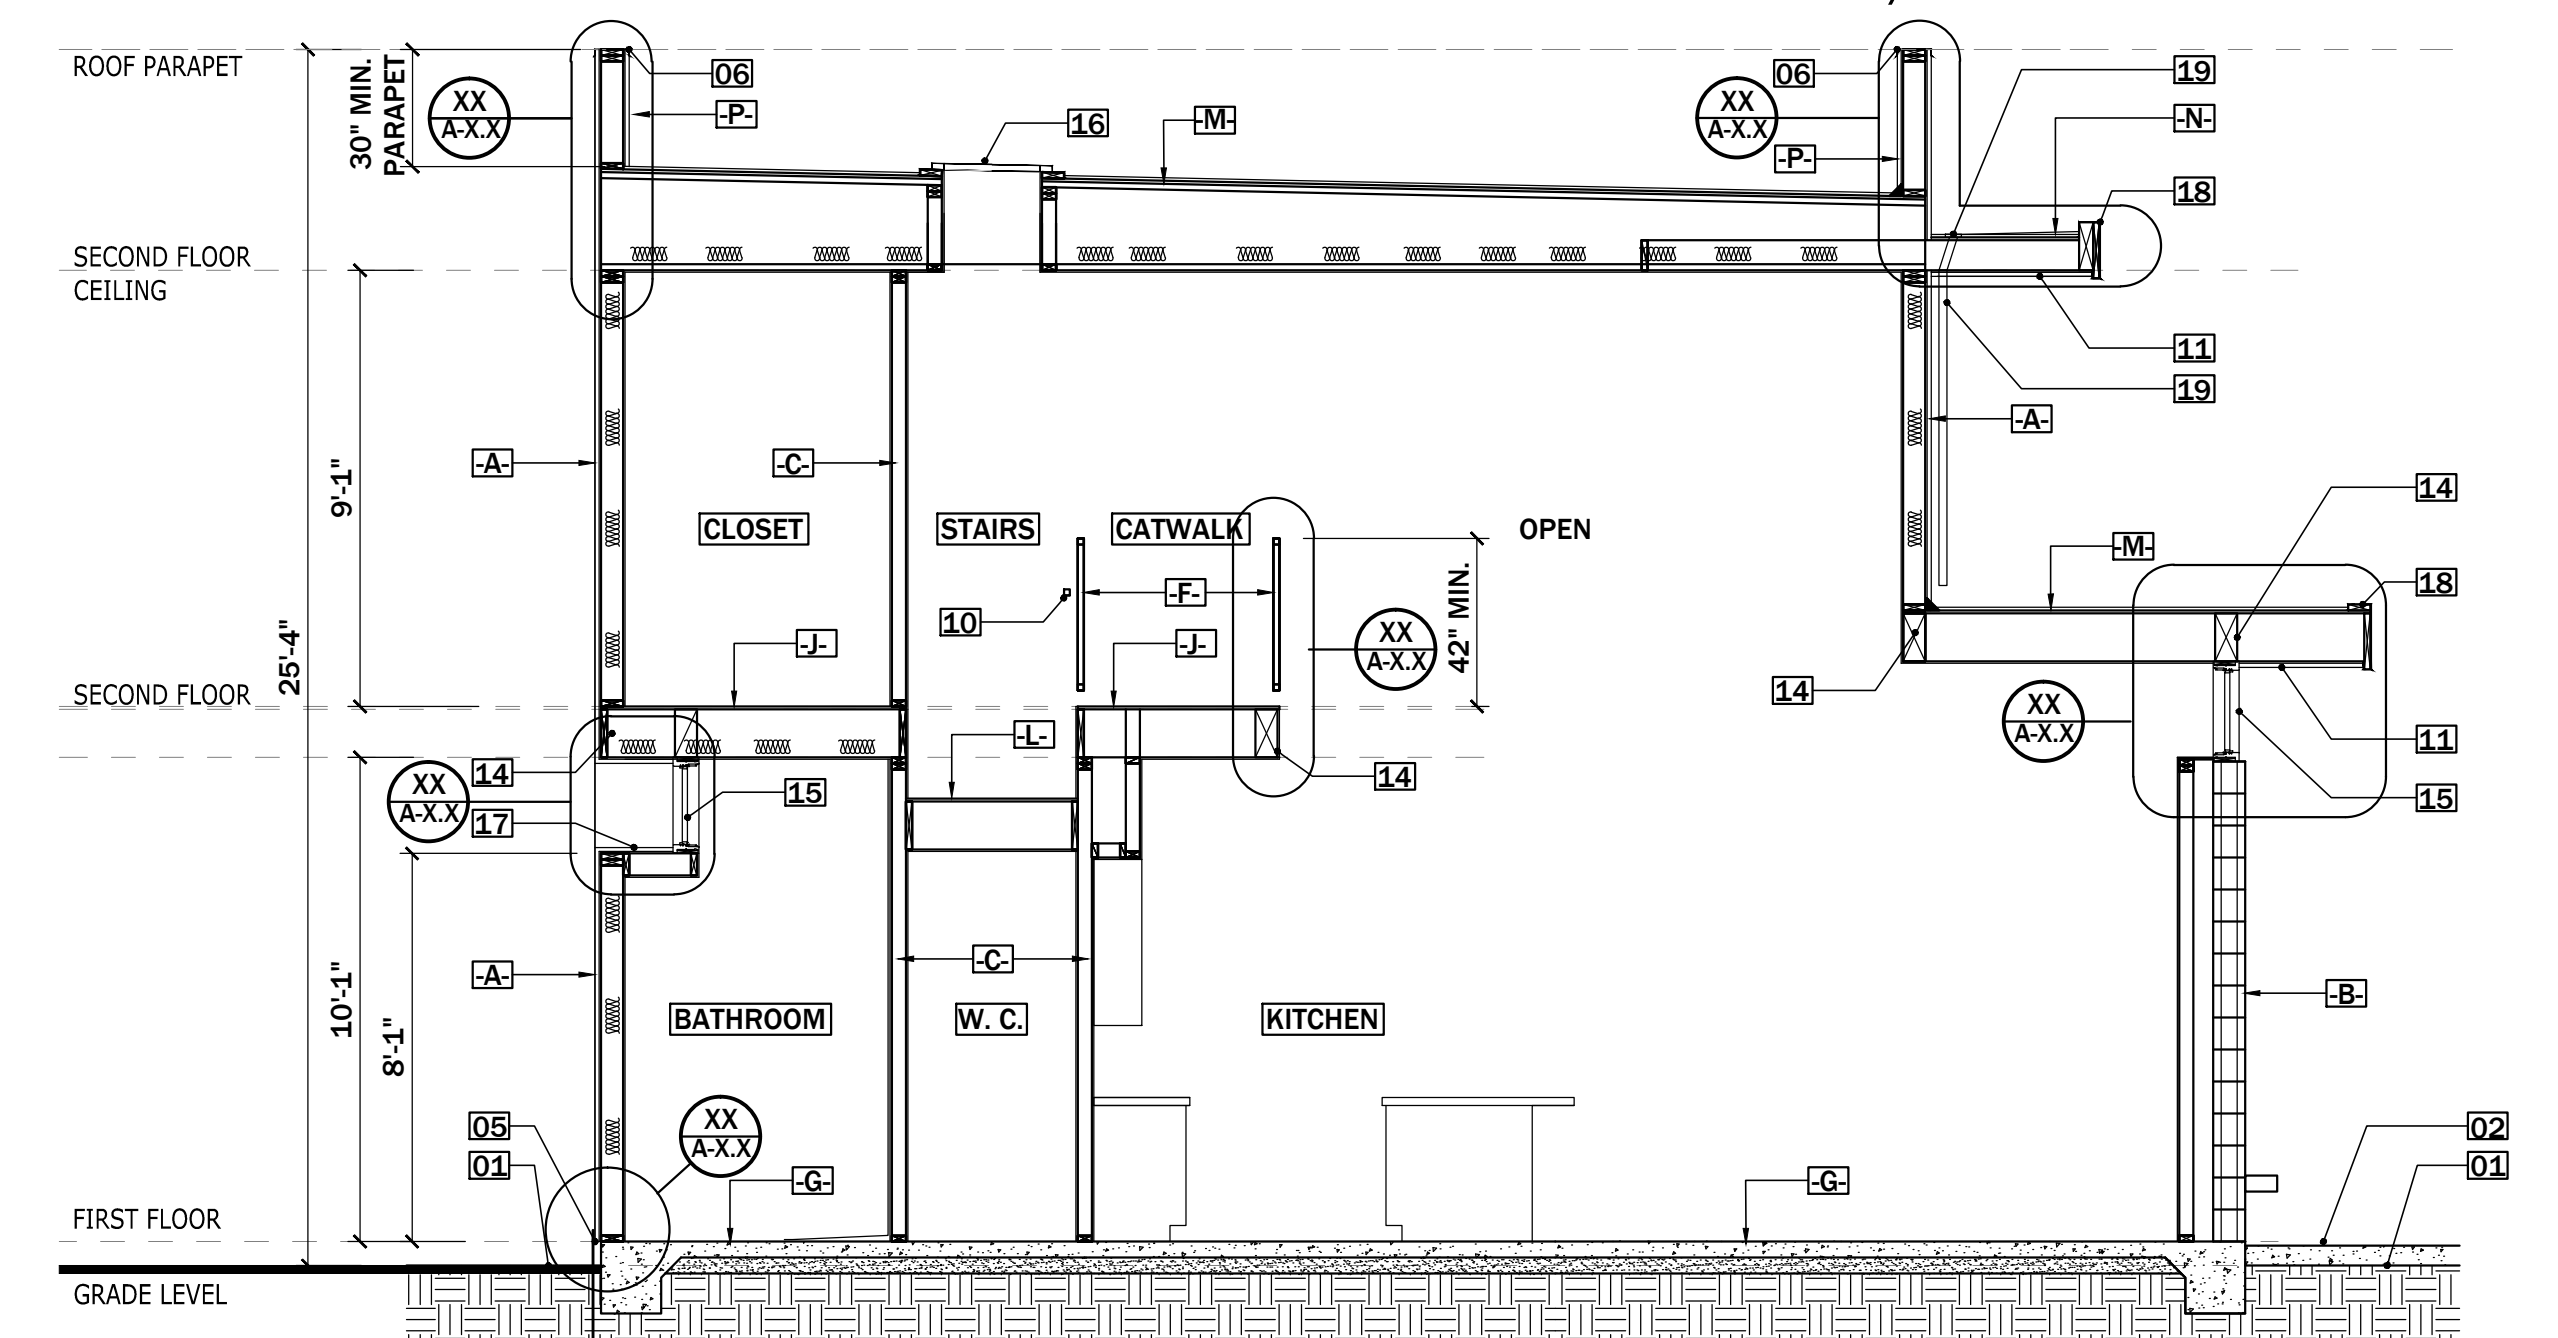 ROOF PARAPET
30" MIN.
PARAPET
XX
A-X.X
06
-P-
16
-M-
06
XX
A-X.X
-P-
19
-N-
18
SECOND FLOOR
CEILING
11
19
-A-
9'-1"
-A-
-C-
CLOSET
STAIRS
CATWALK
OPEN
14
-M-
18
-F-
10
42" MIN.
XX
A-X.X
25'-4"
-J-
-J-
14
SECOND FLOOR
XX
A-X.X
11
-L-
14
14
15
15
XX
A-X.X
17
10'-1"
8'-1"
-A-
-C-
-B-
BATHROOM
W. C.
KITCHEN
05
01
XX
A-X.X
-G-
-G-
02
01
FIRST FLOOR
GRADE LEVEL